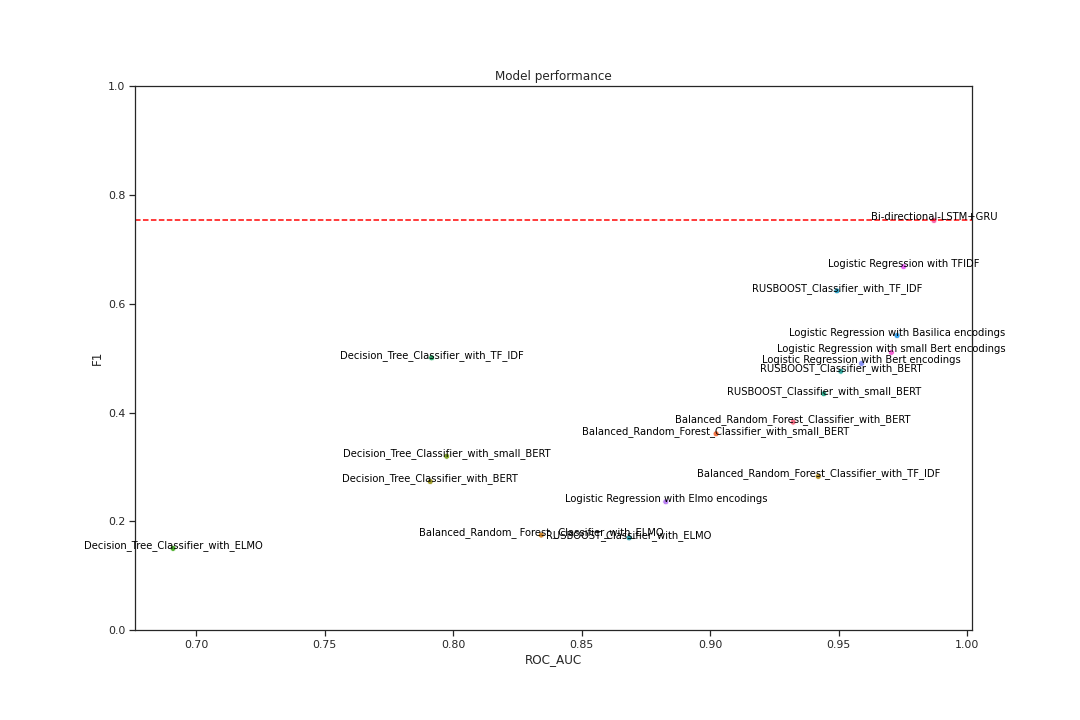 Model performance
1.0
0.8
Bi-directional-LSTM+GRU
Logistic Regression with TFIDF
RUSBOOST_Classifier_with_TF_IDF
0.6
Logistic Regression with Basilica encodings
Logistic Regression with small Bert encodings
Decision_Tree_Classifier_with_TF_IDF
Logistic Regression with Bert encodings
F1
RUSBOOST_Classifier_with_BERT
RUSBOOST_Classifier_with_small_BERT
0.4
Balanced_Random_Forest_Classifier_with_BERT
Balanced_Random_Forest_Classifier_with_small_BERT
Decision_Tree_Classifier_with_small_BERT
Balanced_Random_Forest_Classifier_with_TF_IDF
Decision_Tree_Classifier_with_BERT
Logistic Regression with Elmo encodings
0.2
Balanced_Random_ Forest_Classifier_with_ELMO
RUSBOOST_Classifier_with_ELMO
Decision_Tree_Classifier_with_ELMO
0.0
0.70 0.75 0.80 0.85 0.90 0.95 1.00
ROC_AUC